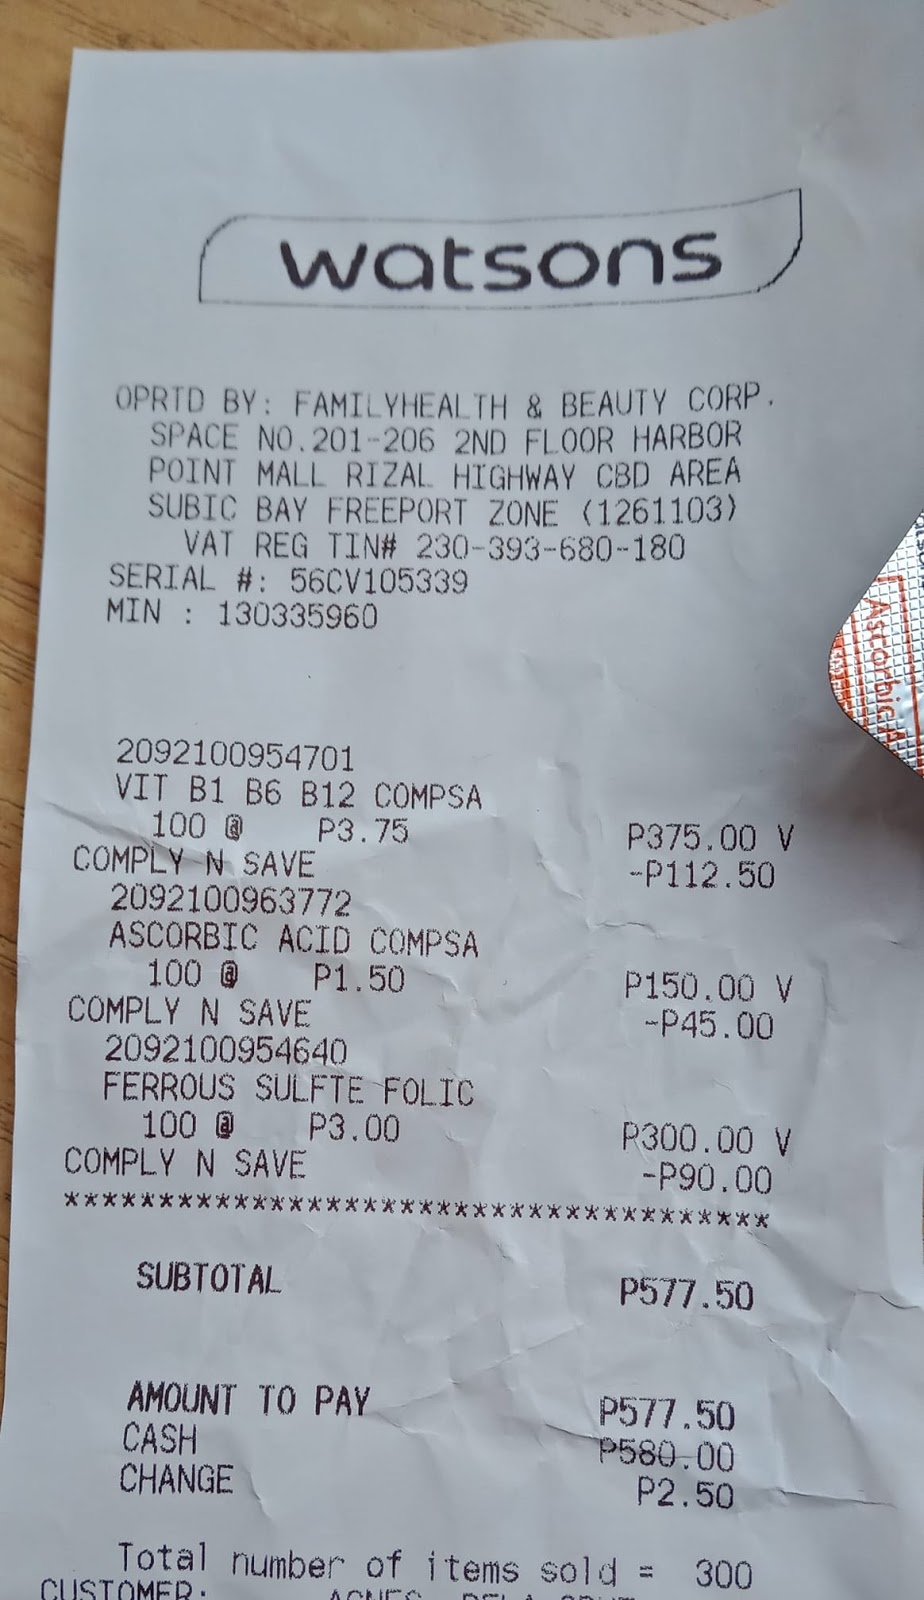 watsons
OPRTD BY: FAMILYHEALTH & BEAUTY CORP.
SPACE NO.201-206 2ND FLOOR HARBOR
POINT MALL RIZAL HIGHWAY CBD AREA
SUBIC BAY FREEPORT ZONE (1261103)
VAT REG TIN# 230-393-680-180
SERIAL #: 56CV105339
MIN : 130335960
Ascorbic A
2092100954701
VIT B1 B6 B12 COMPSA
100 @ P3.75 P375.00 V
COMPLY N SAVE -P112.50
2092100963772
ASCORBIC ACID COMPSA
100 @ P1.50 P150.00 V
COMPLY N SAVE -P45.00
2092100954640
FERROUS SULFTE FOLIC
100 @ P3.00 P300.00 V
COMPLY N SAVE -P90.00
***************************************
SUBTOTAL P577.50
AMOUNT TO PAY P577.50
CASH P580.00
CHANGE P2.50
Total number of items sold = 300
CUSTOMER: